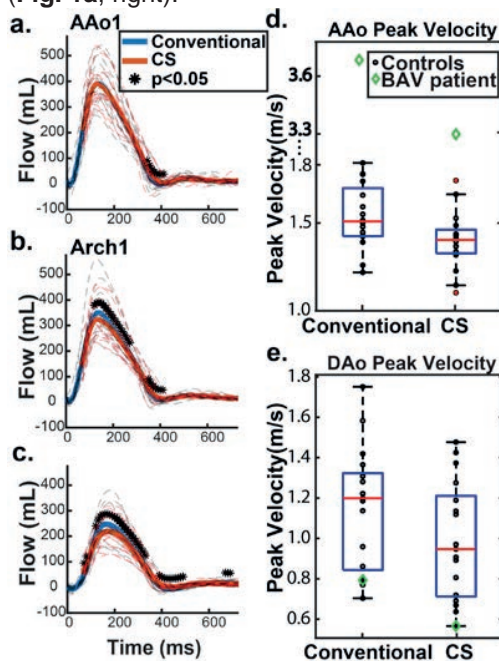 (Fig. 1a, right).
a. AAo1
Conventional
CS
p<0.05
Flow (mL)
500
400
300
200
100
0
-100
0 200 400 600
b. Arch1
Flow (mL)
500
400
300
200
100
0
-100
0 200 400 600
c.
Flow (mL)
400
300
200
100
0
-100
0 200 400 600
Time (ms)
d. AAo Peak Velocity
Controls
BAV patient
Peak Velocity(m/s)
3.6
3.3
1.8
1.5
1.0
Conventional CS
e. DAo Peak Velocity
Peak Velocity(m/s)
1.8
1.6
1.4
1.2
1.0
0.8
0.6
Conventional CS